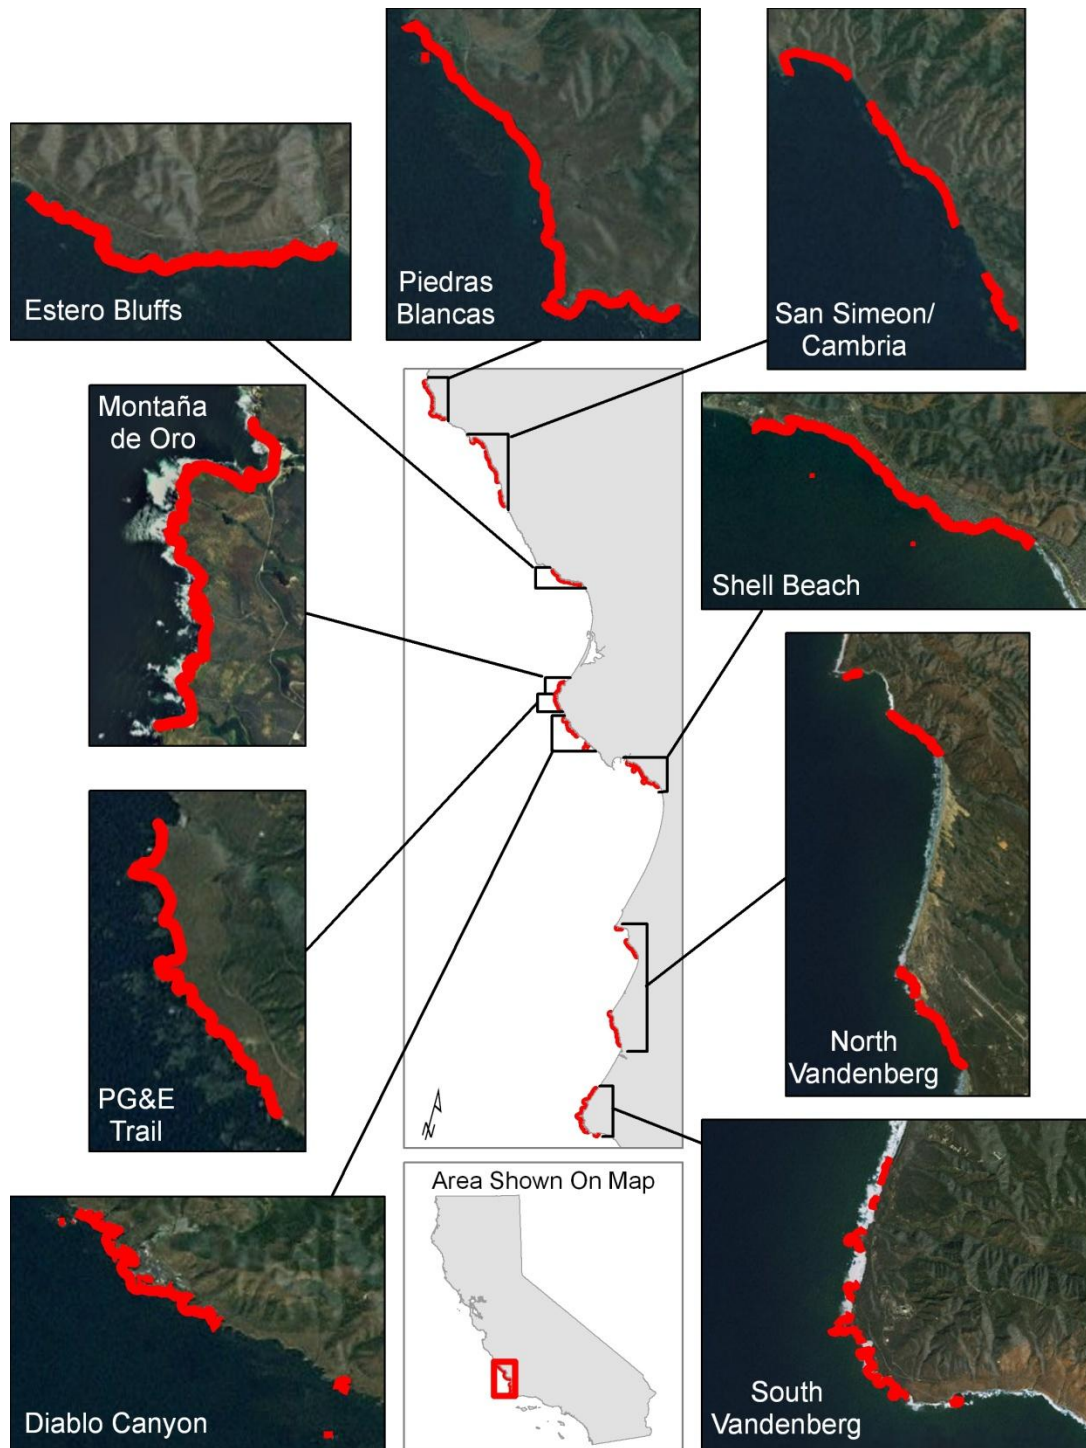 Estero Bluffs
Piedras
Blancas
San Simeon/
Cambria
Montaña
de Oro
Shell Beach
PG&E
Trail
North
Vandenberg
N
Area Shown On Map
Diablo Canyon
South
Vandenberg